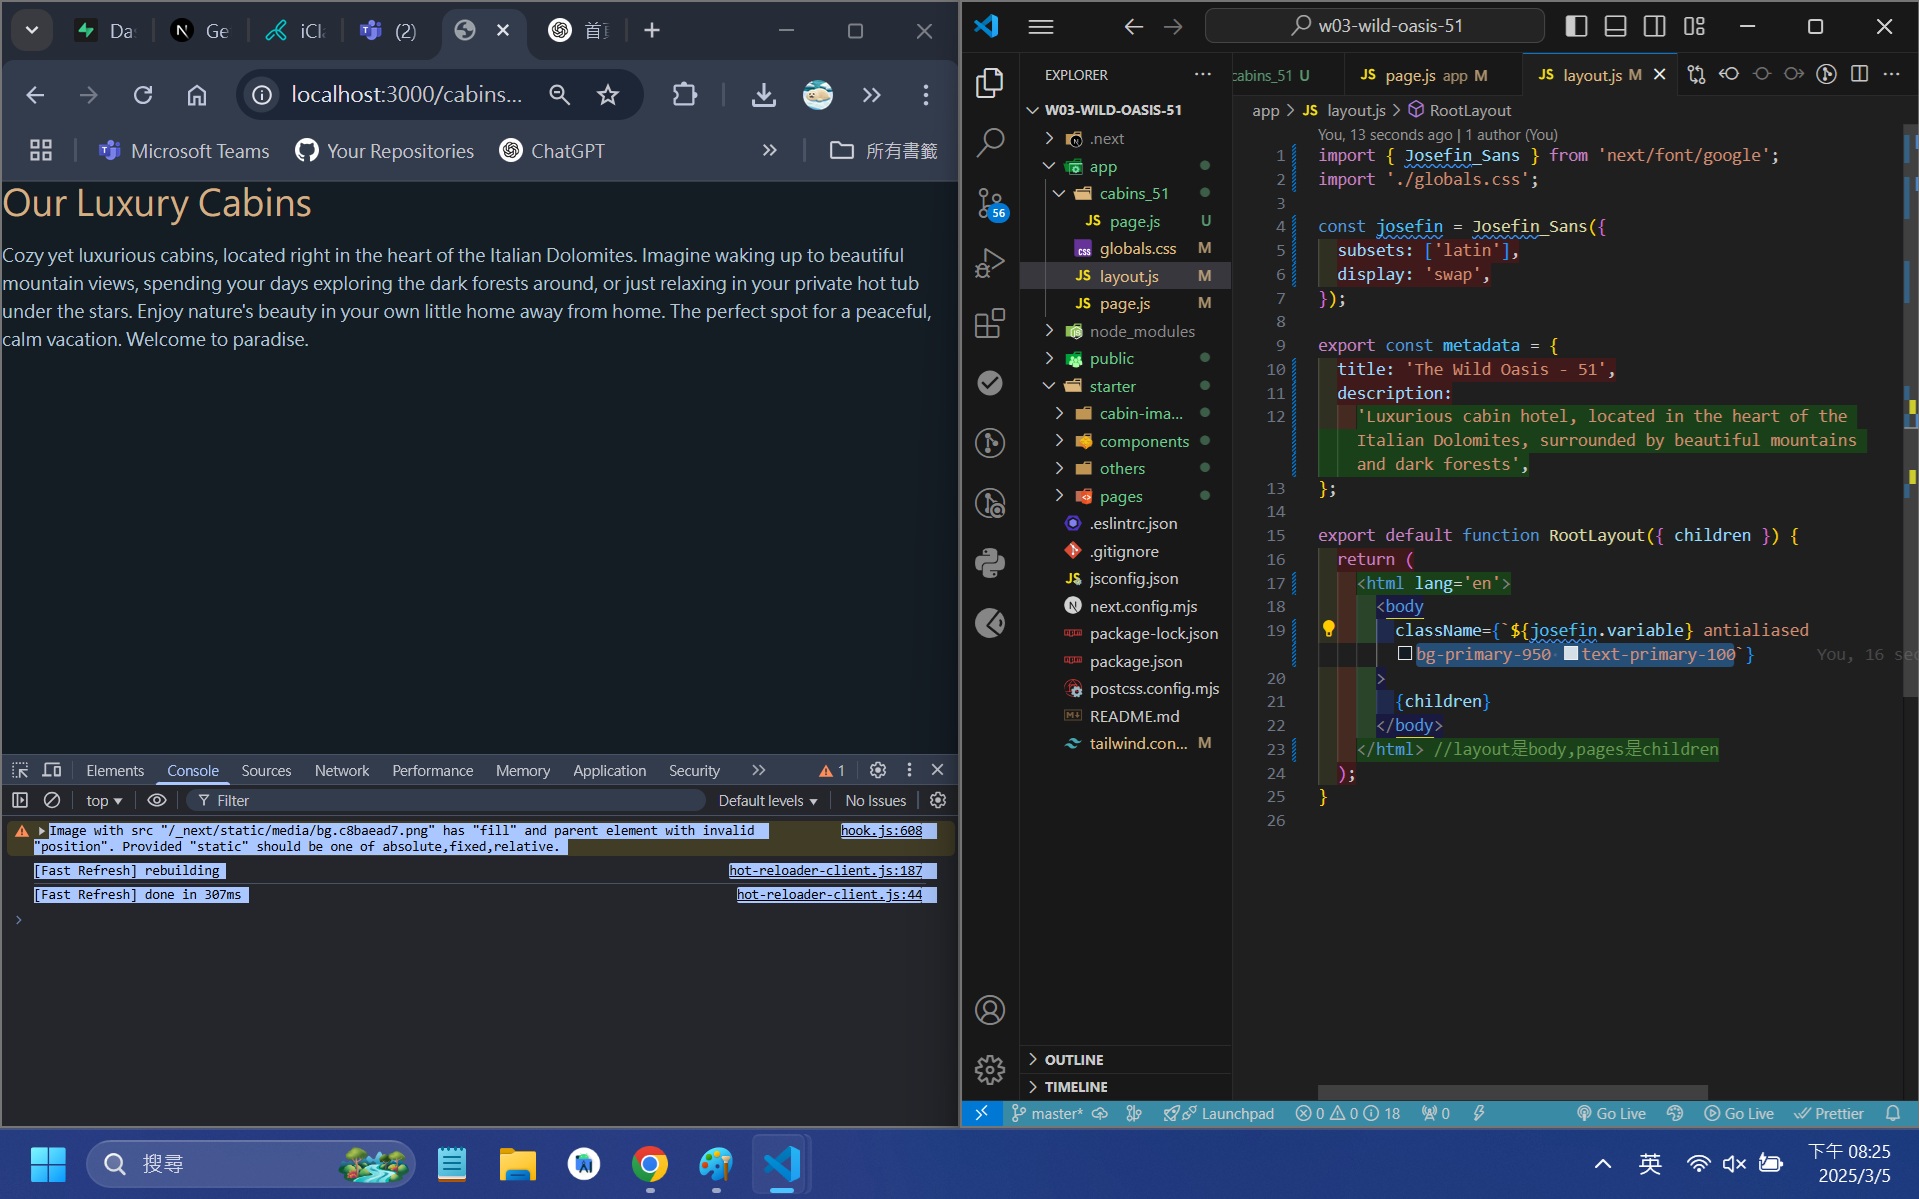 Da
Ge
iCl
(2)
首頁
localhost:3000/cabins...
Microsoft Teams
Your Repositories
ChatGPT
所有書籤
Our Luxury Cabins
Cozy yet luxurious cabins, located right in the heart of the Italian Dolomites. Imagine waking up to beautiful
mountain views, spending your days exploring the dark forests around, or just relaxing in your private hot tub
under the stars. Enjoy nature's beauty in your own little home away from home. The perfect spot for a peaceful,
calm vacation. Welcome to paradise.
Elements Console Sources Network Performance Memory Application Security 1
top Filter Default levels No Issues
Image with src "/_next/static/media/bg.c8baead7.png" has "fill" and parent element with invalid hook.js:608
"position". Provided "static" should be one of absolute,fixed,relative.
[Fast Refresh] rebuilding hot-reloader-client.js:187
[Fast Refresh] done in 307ms hot-reloader-client.js:44
w03-wild-oasis-51
EXPLORER
W03-WILD-OASIS-51
.next
app
cabins_51
JS page.js U
css globals.css M
JS layout.js M
JS page.js M
node_modules
public
starter
cabin-ima...
components
others
pages
.eslintrc.json
.gitignore
JS jsconfig.json
N next.config.mjs
package-lock.json
package.json
postcss.config.mjs
README.md
tailwind.con... M
OUTLINE
TIMELINE
56
cabins_51 U
JS page.js app M
JS layout.js M
app > JS layout.js > RootLayout
You, 13 seconds ago | 1 author (You)
1 import { Josefin_Sans } from 'next/font/google';
2 import './globals.css';
3
4 const josefin = Josefin_Sans({
5 subsets: ['latin'],
6 display: 'swap',
7 });
8
9 export const metadata = {
10 title: 'The Wild Oasis - 51',
11 description:
12 'Luxurious cabin hotel, located in the heart of the
Italian Dolomites, surrounded by beautiful mountains
and dark forests',
13 };
14
15 export default function RootLayout({ children }) {
16 return (
17 <html lang='en'>
18 <body
19 className={`${josefin.variable} antialiased
bg-primary-950 text-primary-100`} You, 16 sec
20 >
21 {children}
22 </body>
23 </html> //layout是body,pages是children
24 );
25 }
26
master* Launchpad 0 0 18 0 Go Live Go Live Prettier
搜尋
英
下午 08:25
2025/3/5